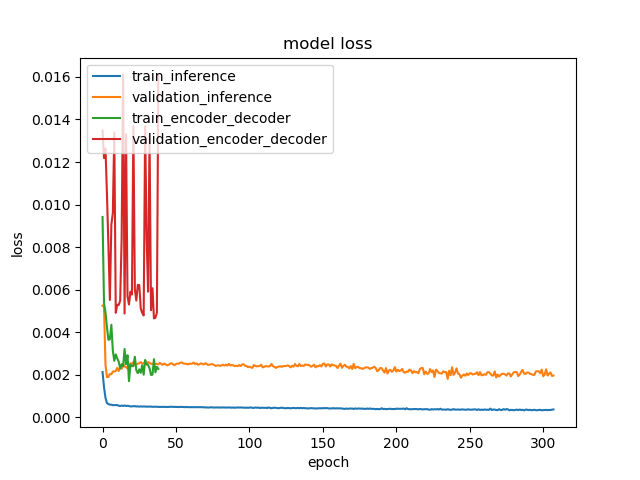 model loss
train_inference
validation_inference
train_encoder_decoder
validation_encoder_decoder
0.016
0.014
0.012
0.010
0.008
0.006
0.004
0.002
0.000
loss
0 50 100 150 200 250 300
epoch